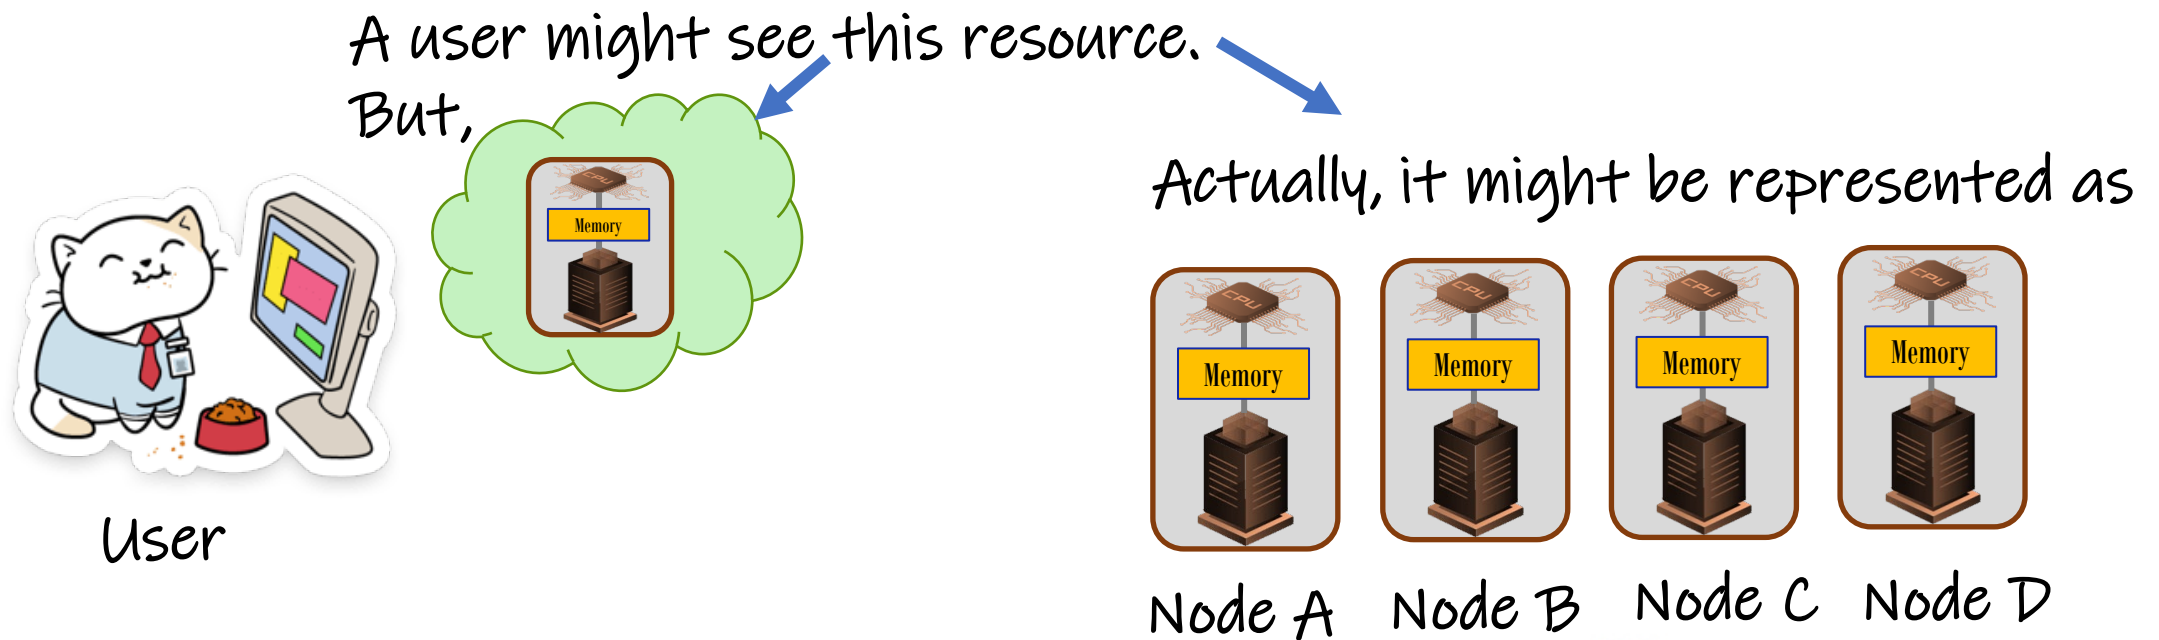 A user might see this resource.
But,
CPU
Memory
User
Actually, it might be represented as
CPU
Memory
Node A
CPU
Memory
Node B
CPU
Memory
Node C
CPU
Memory
Node D